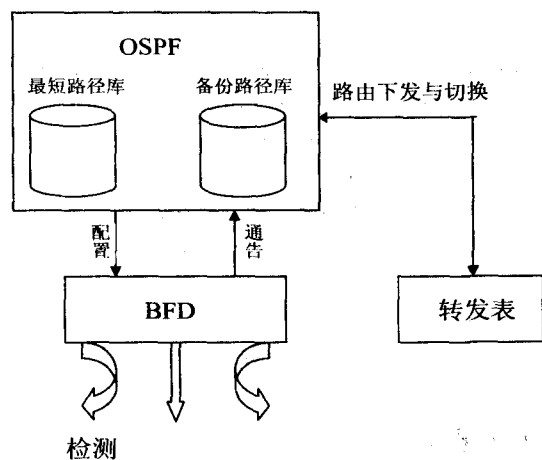 OSPF
最短路径库
备份路径库
路由下发与切换
配置
通告
BFD
转发表
检测